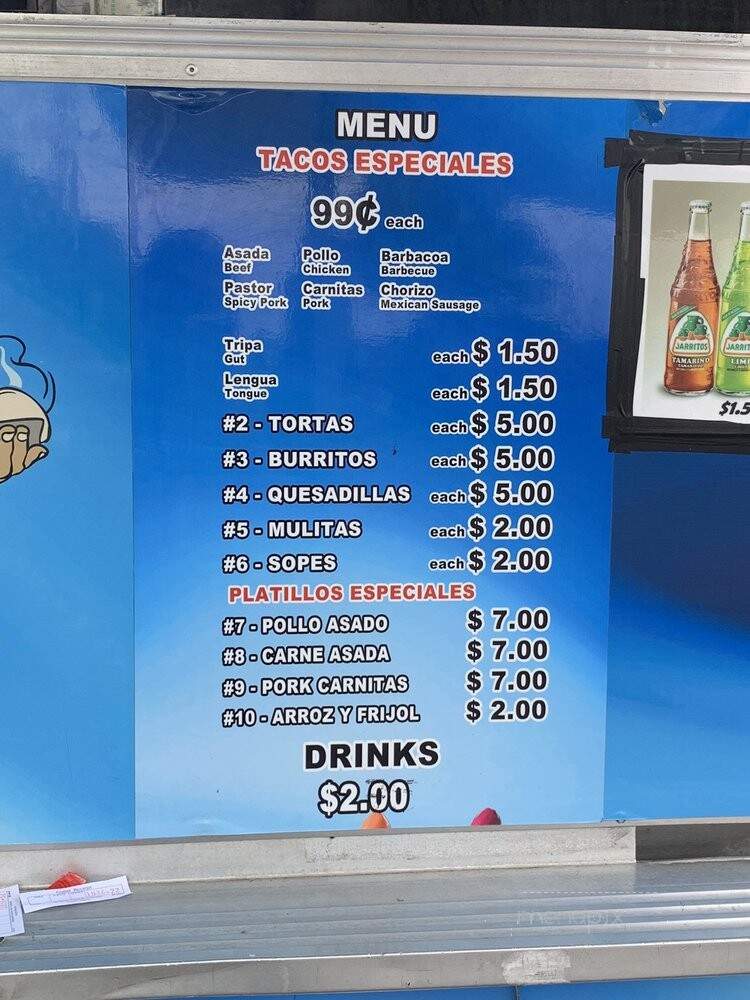 MENU
TACOS ESPECIALES
99¢ each
Asada Pollo Barbacoa
Beef Chicken Barbecue
Pastor Carnitas Chorizo
Spicy Pork Pork Mexican Sausage
Tripa each $ 1.50
Gut
Lengua each $ 1.50
Tongue
#2 - TORTAS each $ 5.00
#3 - BURRITOS each $ 5.00
#4 - QUESADILLAS each $ 5.00
#5 - MULITAS each $ 2.00
#6 - SOPES each $ 2.00
PLATILLOS ESPECIALES
#7 - POLLO ASADO $ 7.00
#8 - CARNE ASADA $ 7.00
#9 - PORK CARNITAS $ 7.00
#10 - ARROZ Y FRIJOL $ 2.00
DRINKS
$2.00
JARRITOS
TAMARIND
JARRIT
LIM
$1.5
menupix